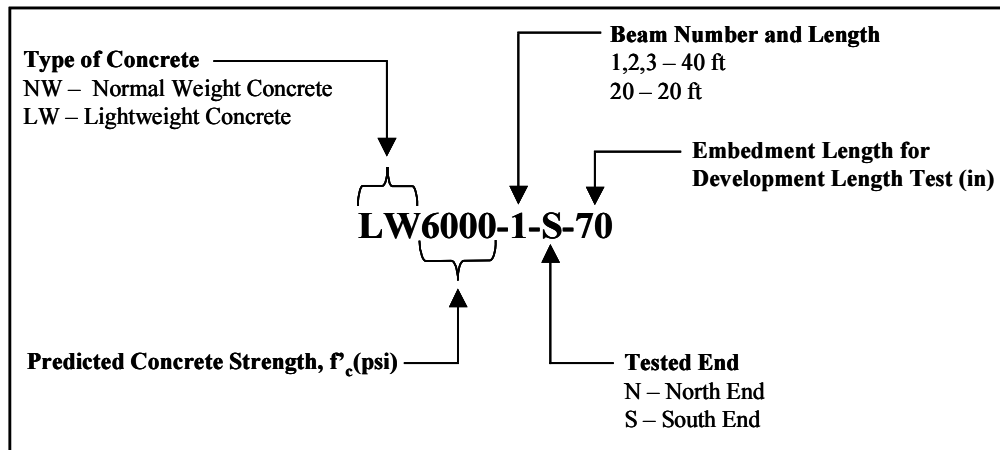 Type of Concrete
NW – Normal Weight Concrete
LW – Lightweight Concrete
Beam Number and Length
1,2,3 – 40 ft
20 – 20 ft
Embedment Length for
Development Length Test (in)
LW6000-1-S-70
Predicted Concrete Strength, f'c(psi)
Tested End
N – North End
S – South End